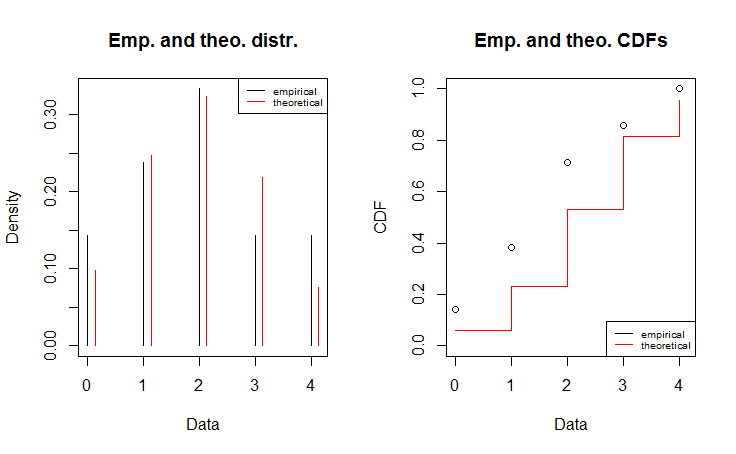 Emp. and theo. distr.
empirical
theoretical
Density
0.00 0.10 0.20 0.30
0 1 2 3 4
Data
Emp. and theo. CDFs
CDF
0.0 0.2 0.4 0.6 0.8 1.0
empirical
theoretical
0 1 2 3 4
Data